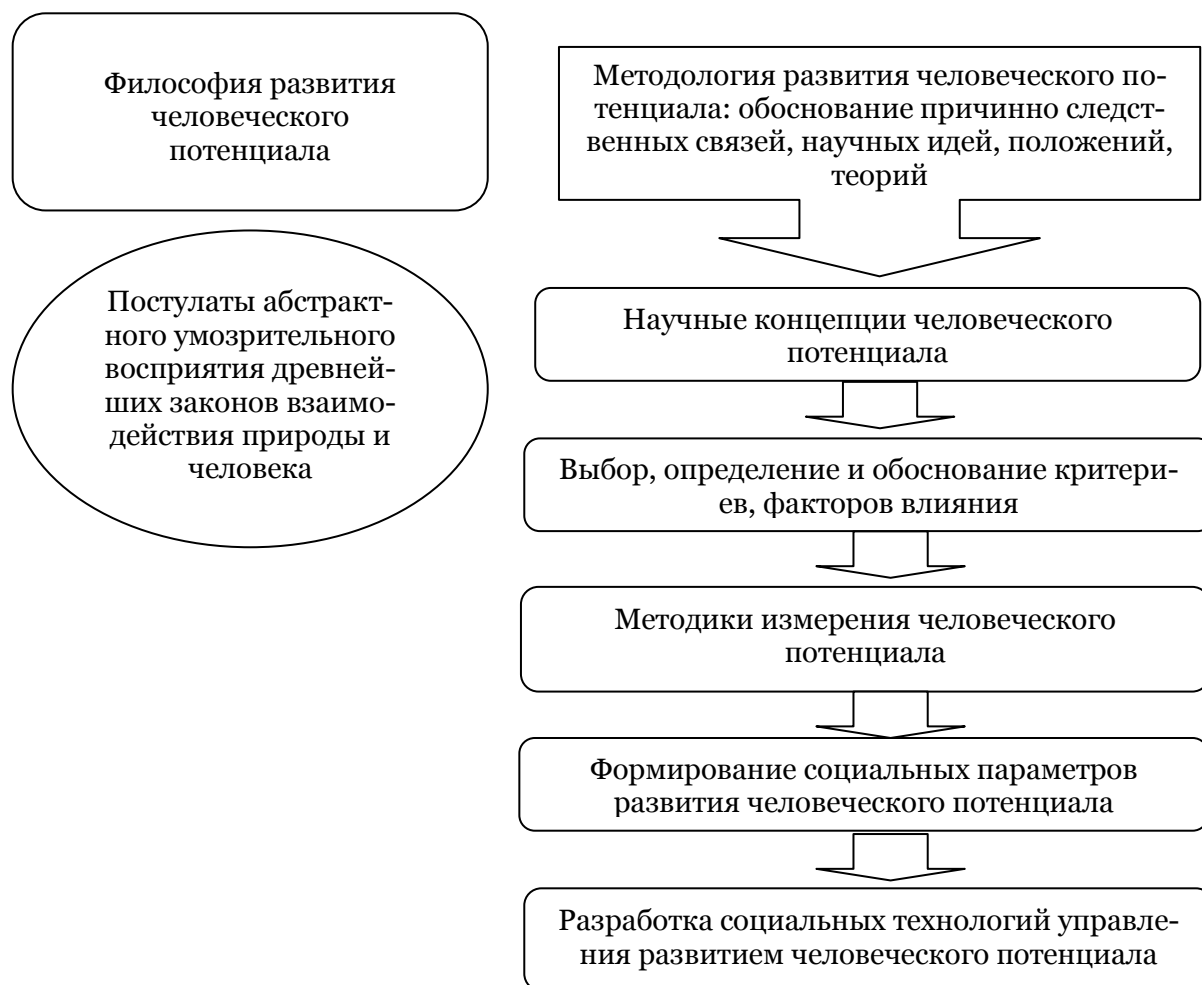 Философия развития
человеческого
потенциала
Постулаты абстракт-
ного умозрительного
восприятия древней-
ших законов взаимо-
действия природы и
человека
Методология развития человеческого по-
тенциала: обоснование причинно следст-
венных связей, научных идей, положений,
теорий
Научные концепции человеческого
потенциала
Выбор, определение и обоснование критери-
ев, факторов влияния
Методики измерения человеческого
потенциала
Формирование социальных параметров
развития человеческого потенциала
Разработка социальных технологий управле-
ния развитием человеческого потенциала